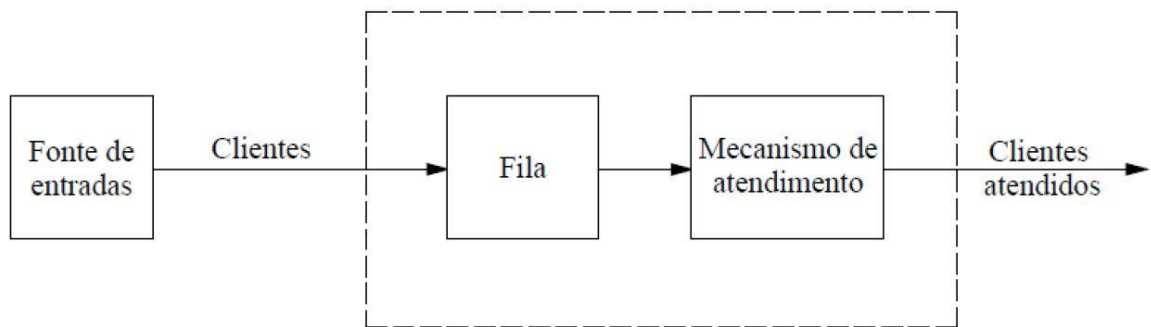 Fonte de
entradas
Clientes
Fila
Mecanismo de
atendimento
Clientes
atendidos